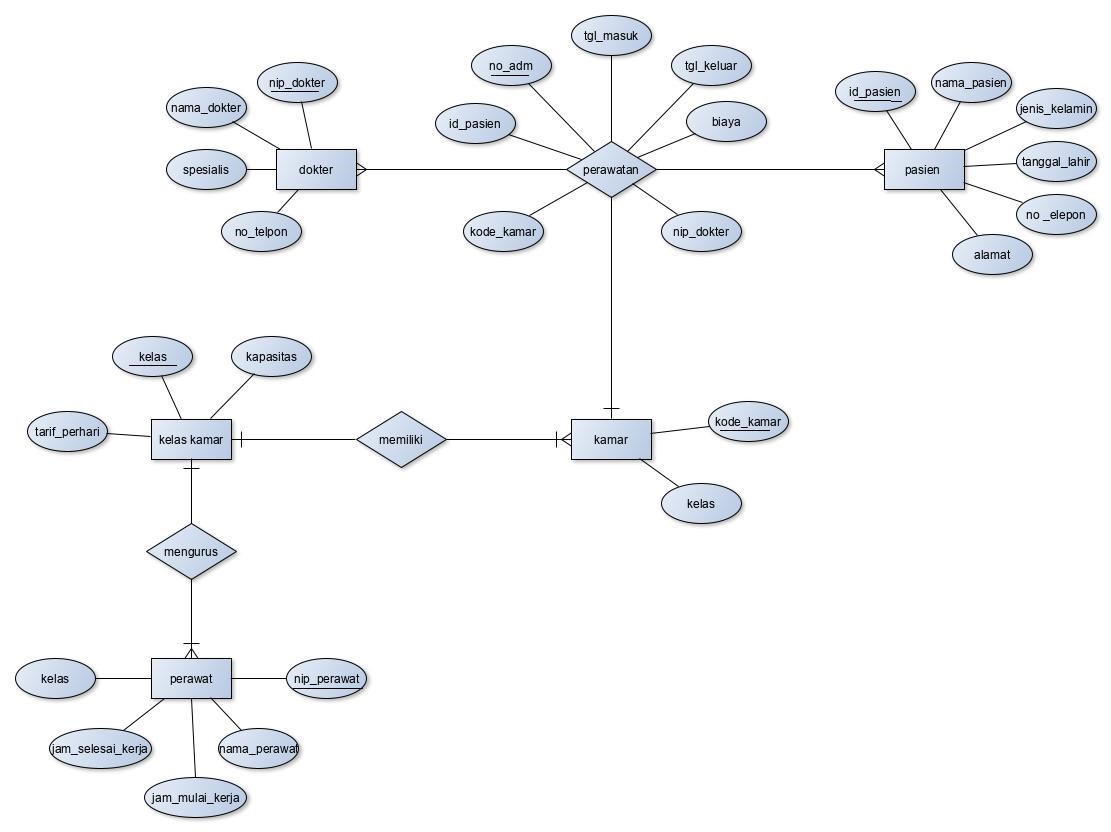 tgl_masuk
no_adm
tgl_keluar
nip_dokter
nama_pasien
id_pasien
nama_dokter
jenis_kelamin
id_pasien
biaya
tanggal_lahir
spesialis
dokter
perawatan
pasien
no _elepon
no_telpon
kode_kamar
nip_dokter
alamat
kelas
kapasitas
kode_kamar
tarif_perhari
kelas kamar
memiliki
kamar
kelas
mengurus
kelas
perawat
nip_perawat
jam_selesai_kerja
nama_perawat
jam_mulai_kerja